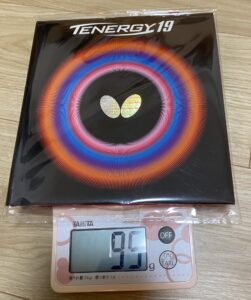 TENERGY 19
TANITA
95 g
OFF